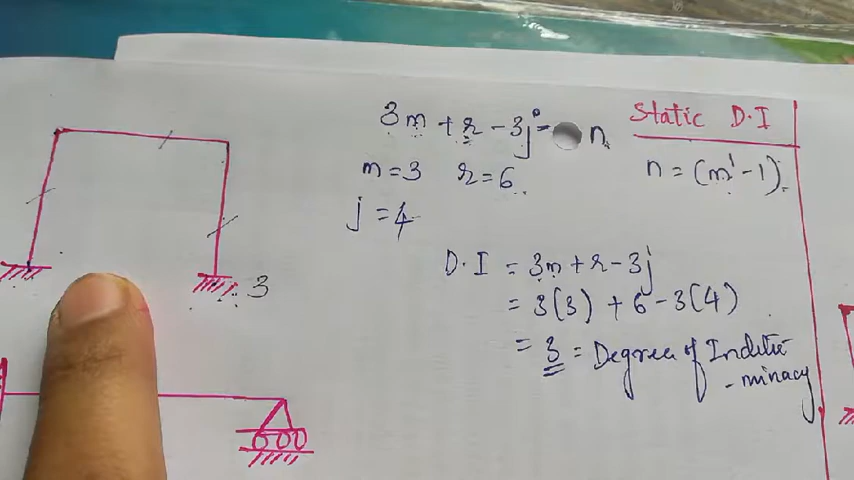 3m + r - 3j - n
Static D.I
m = 3 r = 6
n = (m' - 1)
j = 4
D.I = 3m + r - 3j
= 3(3) + 6 - 3(4)
3
= 3 = Degree of Indete
- minacy